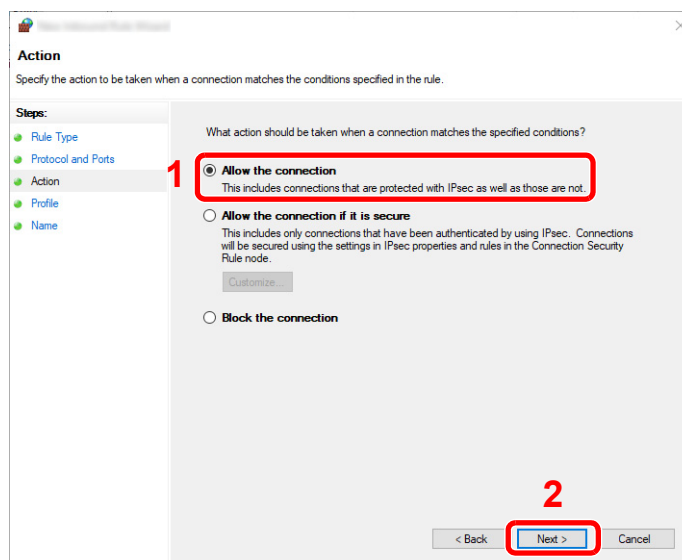 Action
Specify the action to be taken when a connection matches the conditions specified in the rule.
Steps:
Rule Type
Protocol and Ports
Action
Profile
Name
What action should be taken when a connection matches the specified conditions?
1
Allow the connection
This includes connections that are protected with IPsec as well as those are not.
Allow the connection if it is secure
This includes only connections that have been authenticated by using IPsec. Connections
will be secured using the settings in IPsec properties and rules in the Connection Security
Rule node.
Customize...
Block the connection
2
< Back
Next >
Cancel